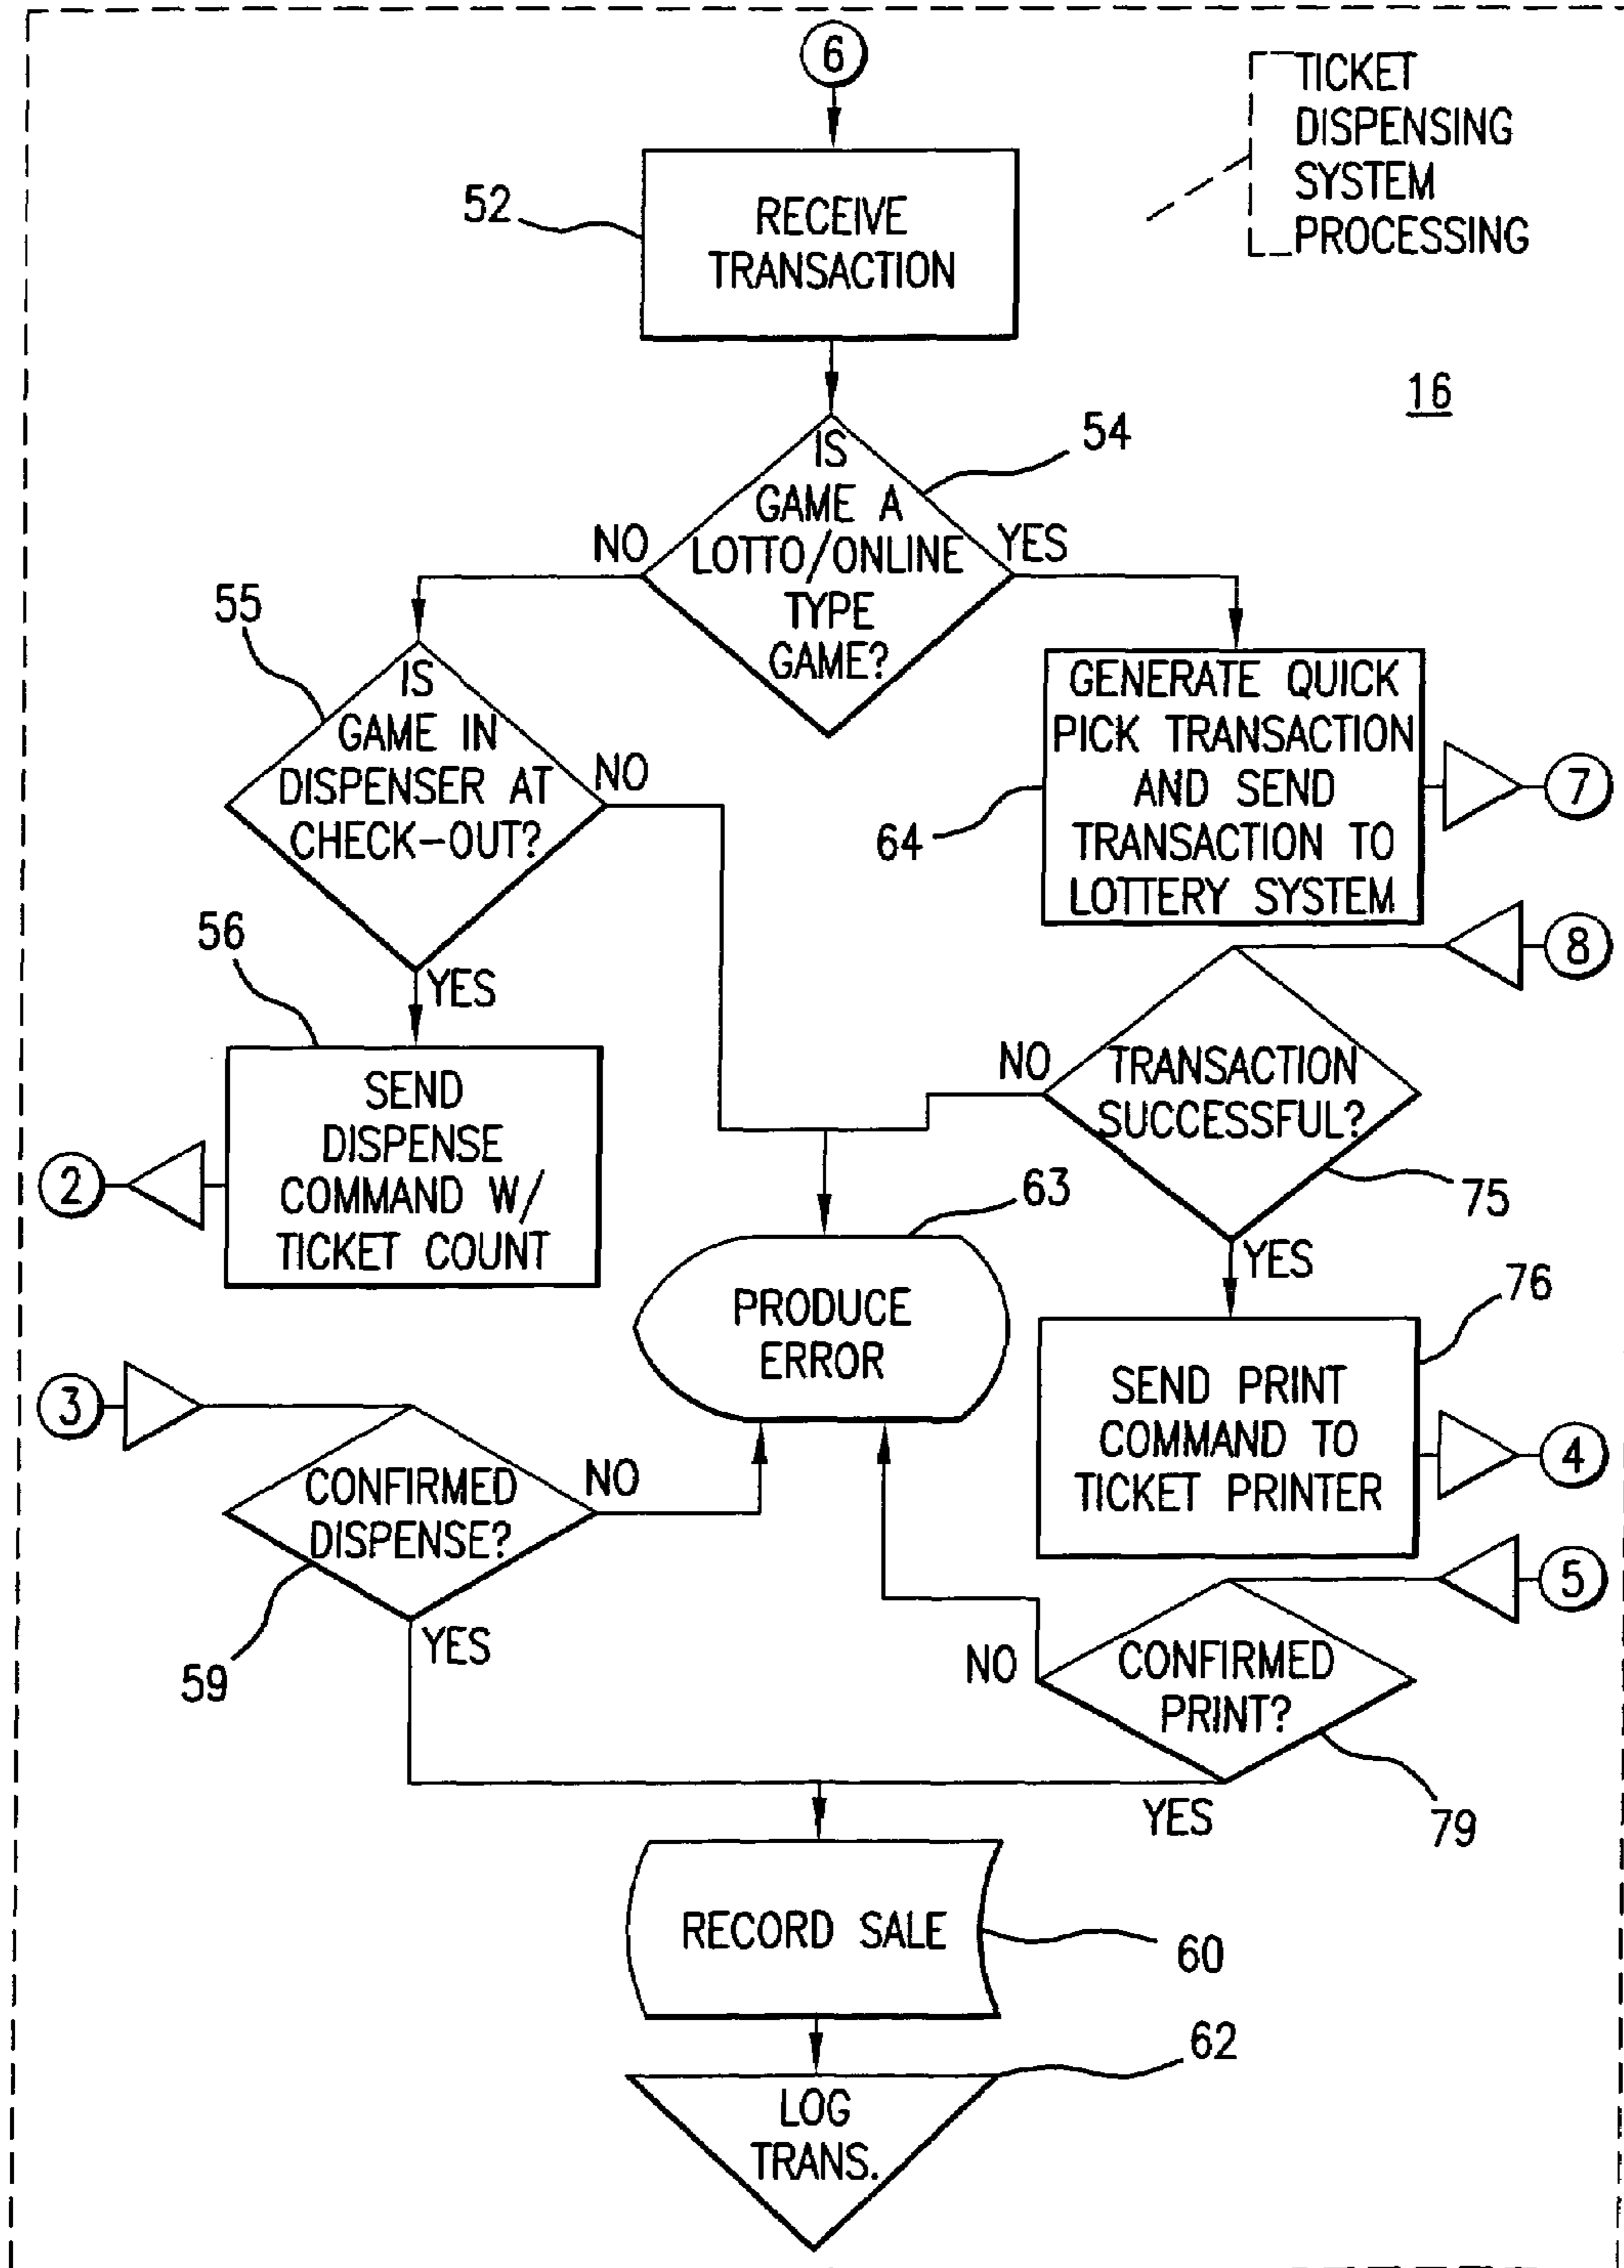 6
TICKET
DISPENSING
SYSTEM
PROCESSING
52
RECEIVE
TRANSACTION
16
54
IS
GAME A
LOTTO/ONLINE
TYPE
GAME?
NO
YES
55
IS
GAME IN
DISPENSER AT
CHECK-OUT?
NO
YES
GENERATE QUICK
PICK TRANSACTION
AND SEND
TRANSACTION TO
LOTTERY SYSTEM
64
7
8
56
SEND
DISPENSE
COMMAND W/
TICKET COUNT
2
NO
TRANSACTION
SUCCESSFUL?
75
YES
63
PRODUCE
ERROR
76
SEND PRINT
COMMAND TO
TICKET PRINTER
4
3
CONFIRMED
DISPENSE?
NO
59
YES
5
NO
CONFIRMED
PRINT?
79
YES
RECORD SALE
60
62
LOG
TRANS.